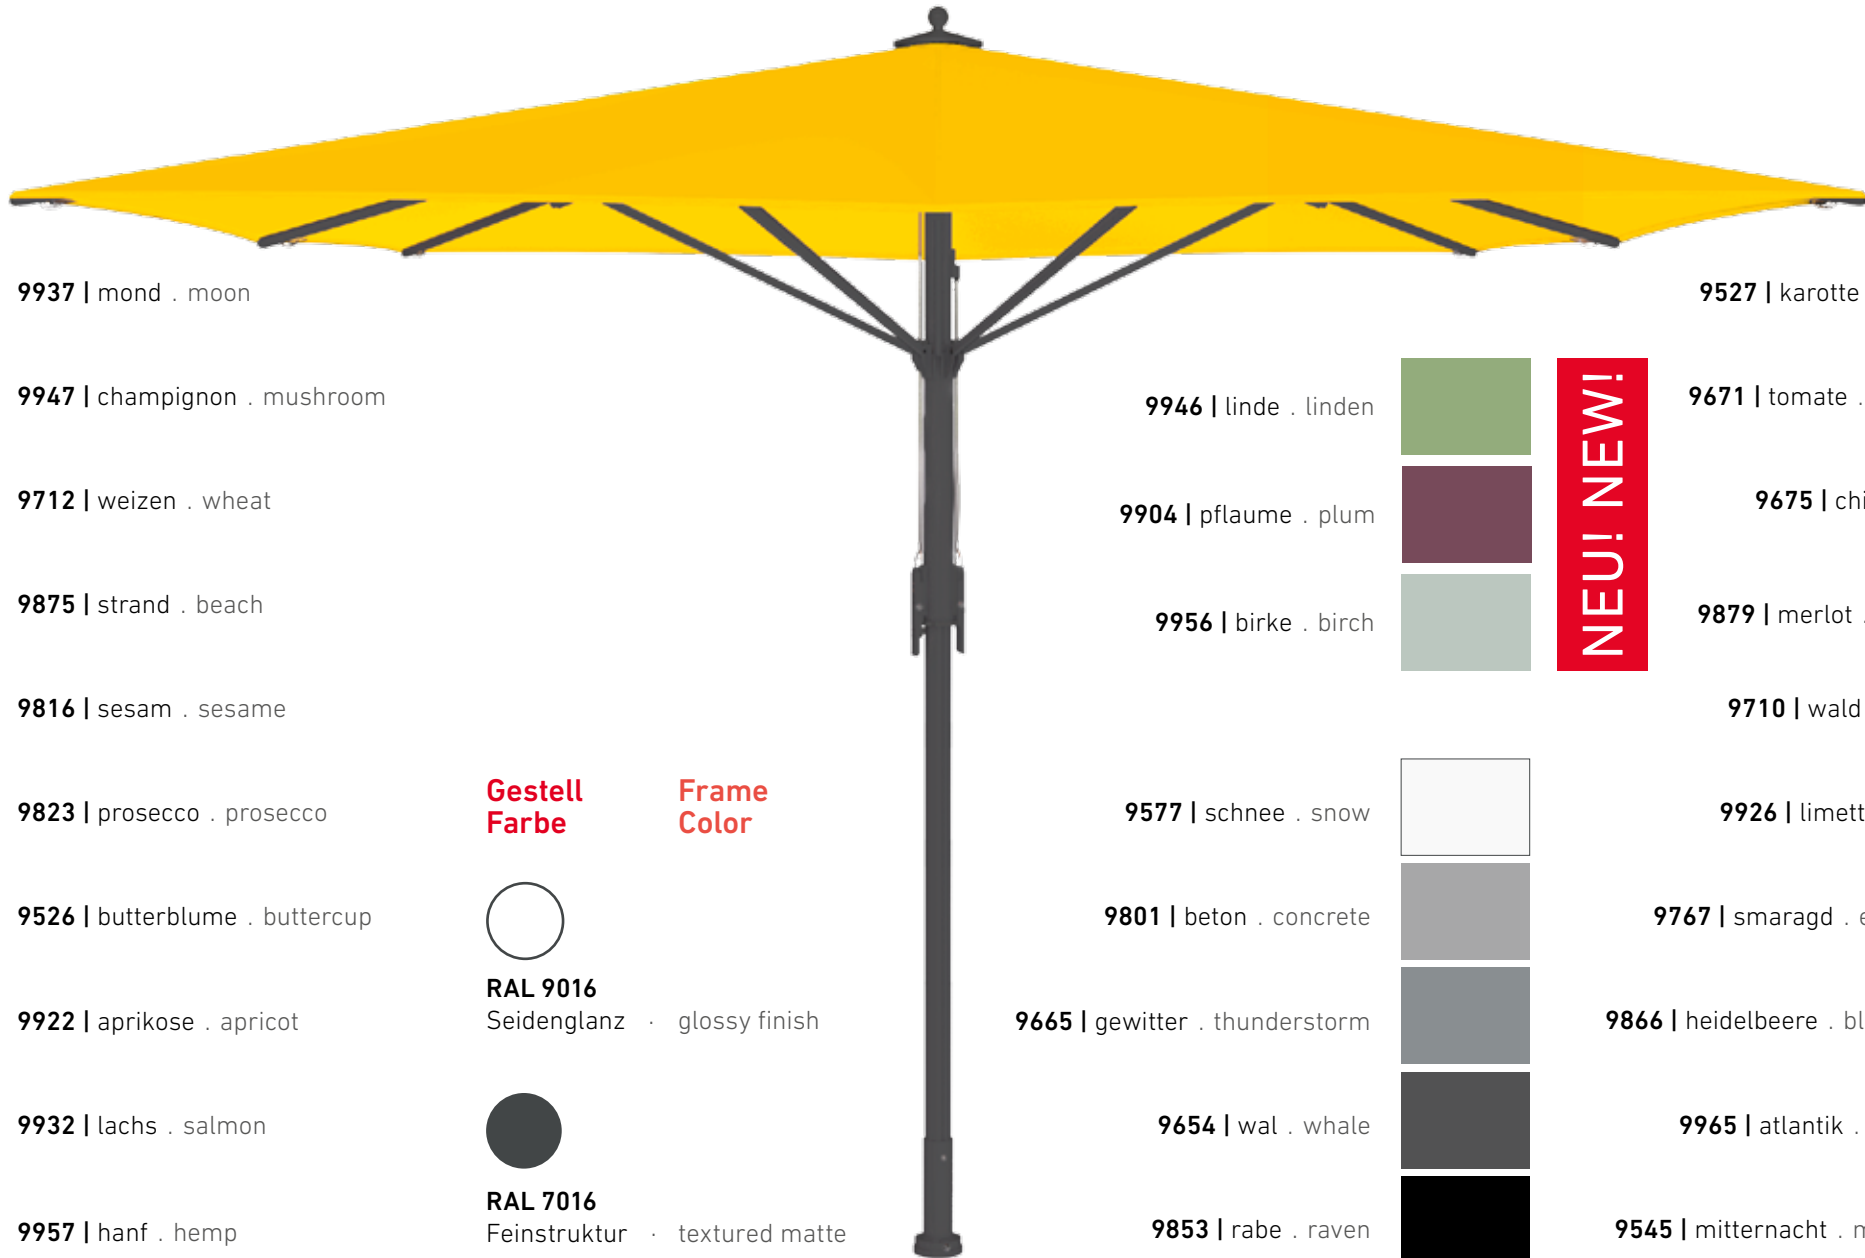 9937 | mond . moon
9947 | champignon . mushroom
9712 | weizen . wheat
9875 | strand . beach
9816 | sesam . sesame
9823 | prosecco . prosecco
9526 | butterblume . buttercup
9922 | aprikose . apricot
9932 | lachs . salmon
9957 | hanf . hemp
Gestell Frame
Farbe Color
RAL 9016
Seidenglanz · glossy finish
RAL 7016
Feinstruktur · textured matte
9946 | linde . linden
9904 | pflaume . plum
9956 | birke . birch
NEU! NEW!
9577 | schnee . snow
9801 | beton . concrete
9665 | gewitter . thunderstorm
9654 | wal . whale
9853 | rabe . raven
9527 | karotte
9671 | tomate .
9675 |
9879 | merlot .
9710 | wald
9926 |
9767 | smaragd .
9866 | heidelbeere .
9965 | atlantik .
9545 | mitternacht .